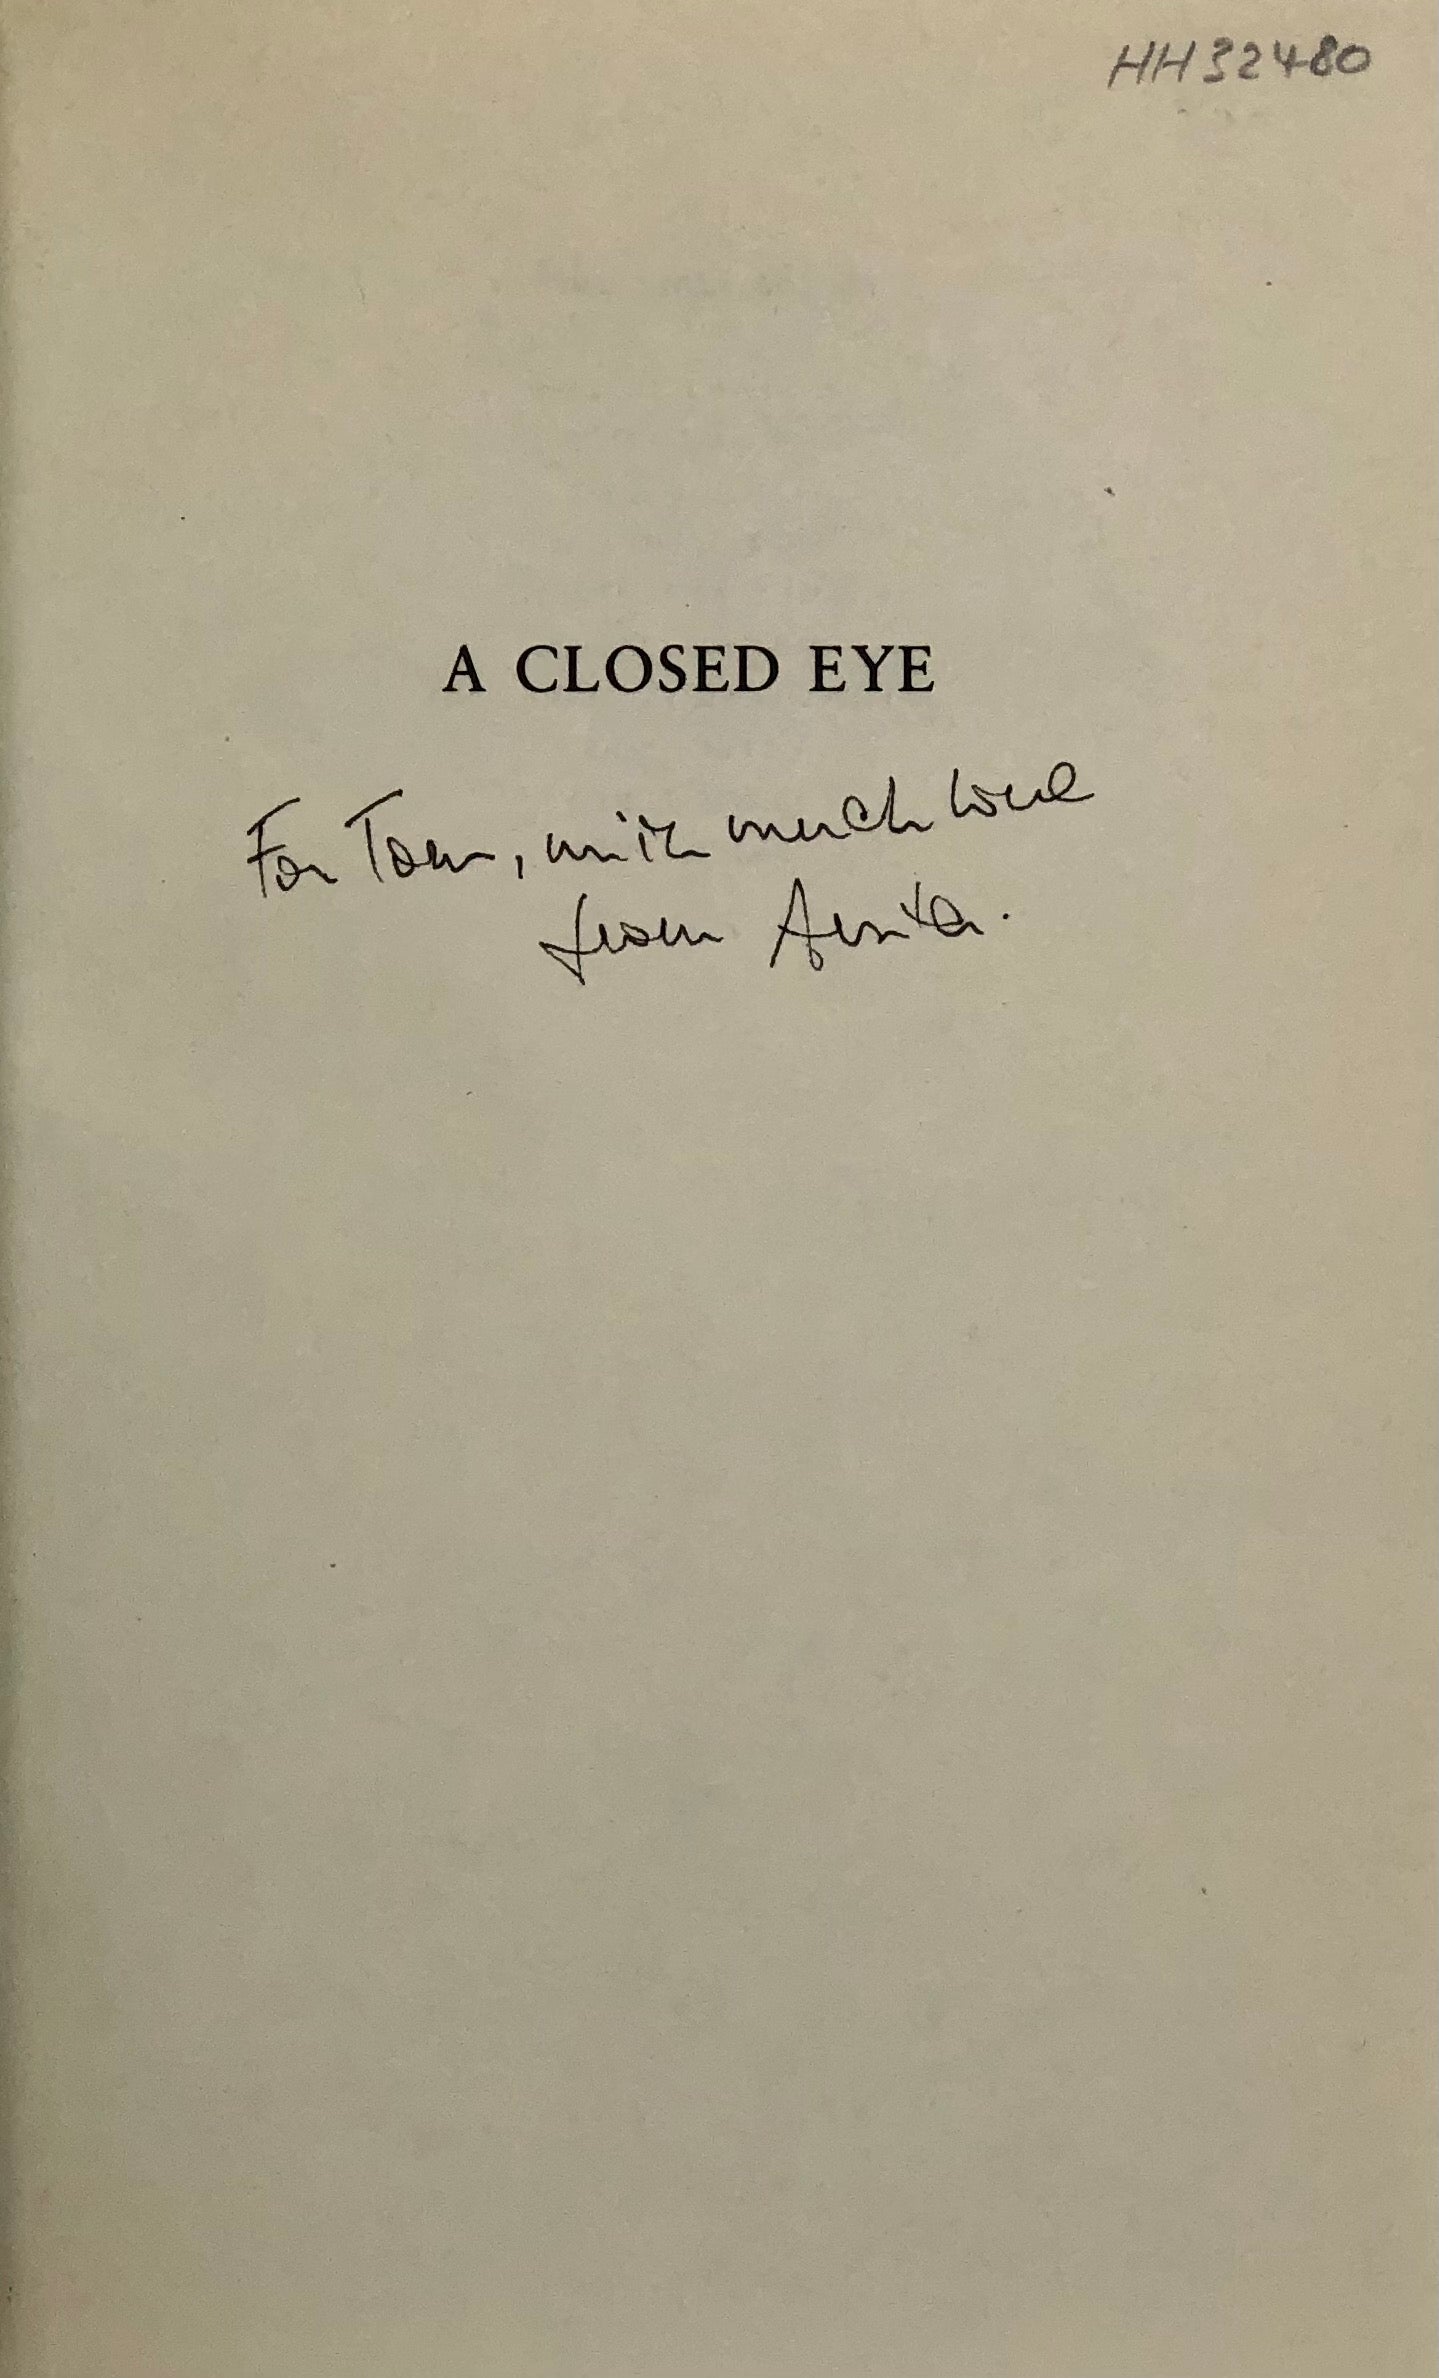 HH32480
A CLOSED EYE
For Tom, with much love
from Anita.